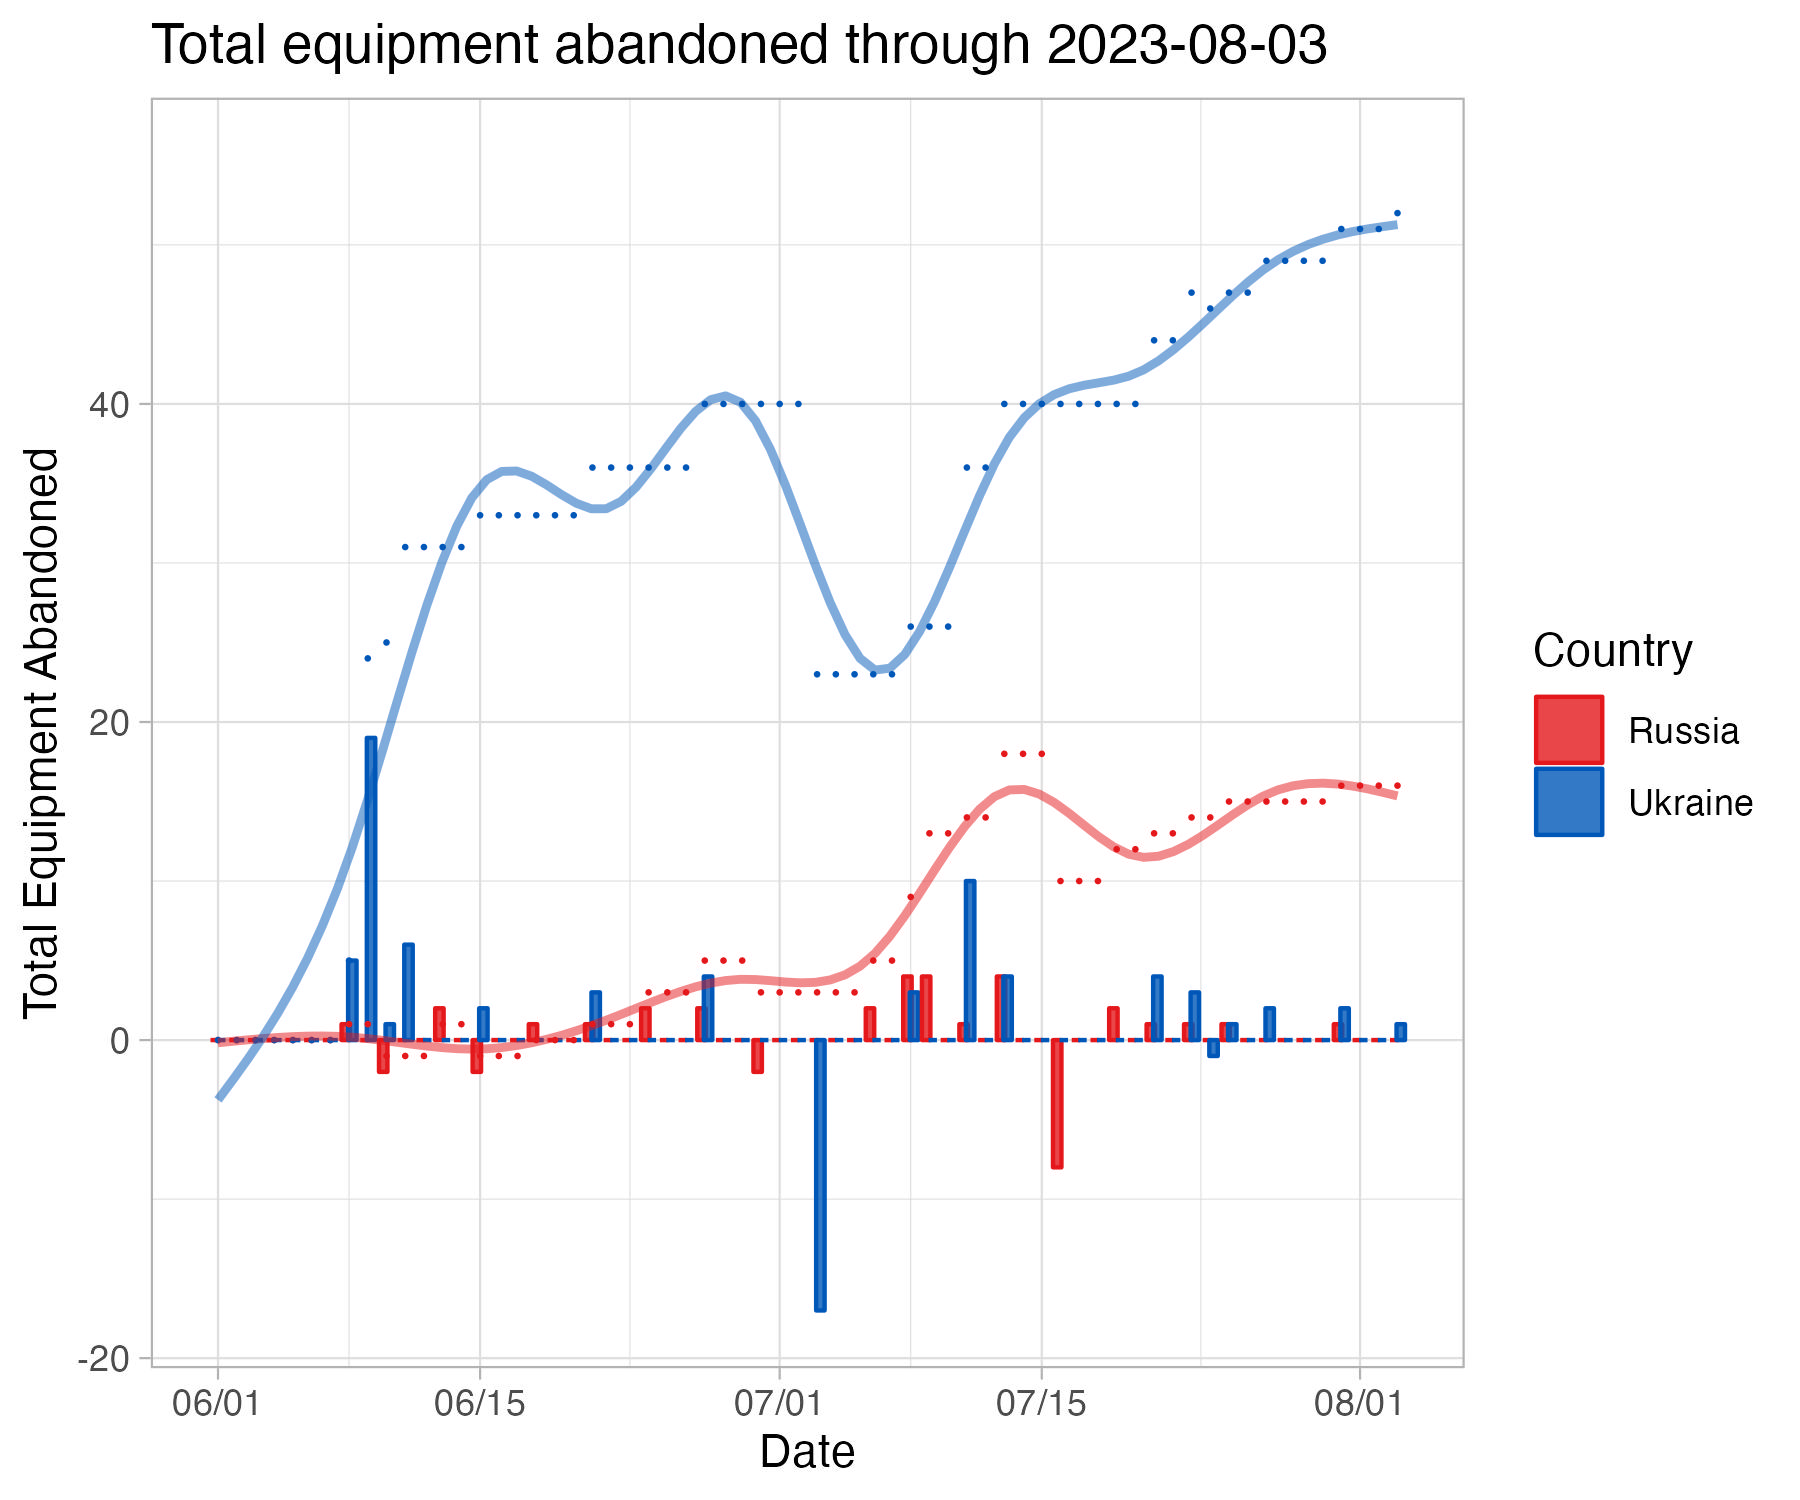 Total equipment abandoned through 2023-08-03
Total Equipment Abandoned
40
20
0
-20
06/01
06/15
07/01
07/15
08/01
Date
Country
Russia
Ukraine